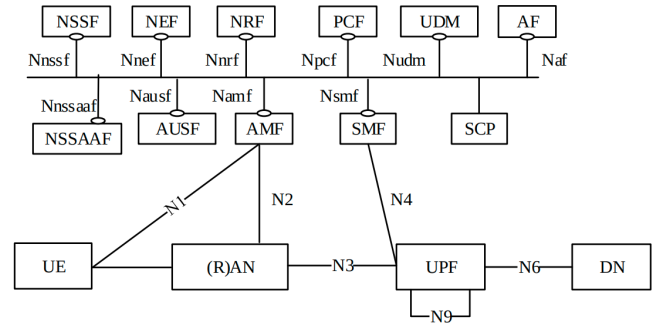 NSSF
NEF
NRF
PCF
UDM
AF
Nnssf
Nnef
Nnrf
Npcf
Nudm
Naf
Nnssaaf
Nausf
Namf
Nsmf
NSSAAF
AUSF
AMF
SMF
SCP
N1
N2
N4
UE
(R)AN
N3
UPF
N6
DN
N9